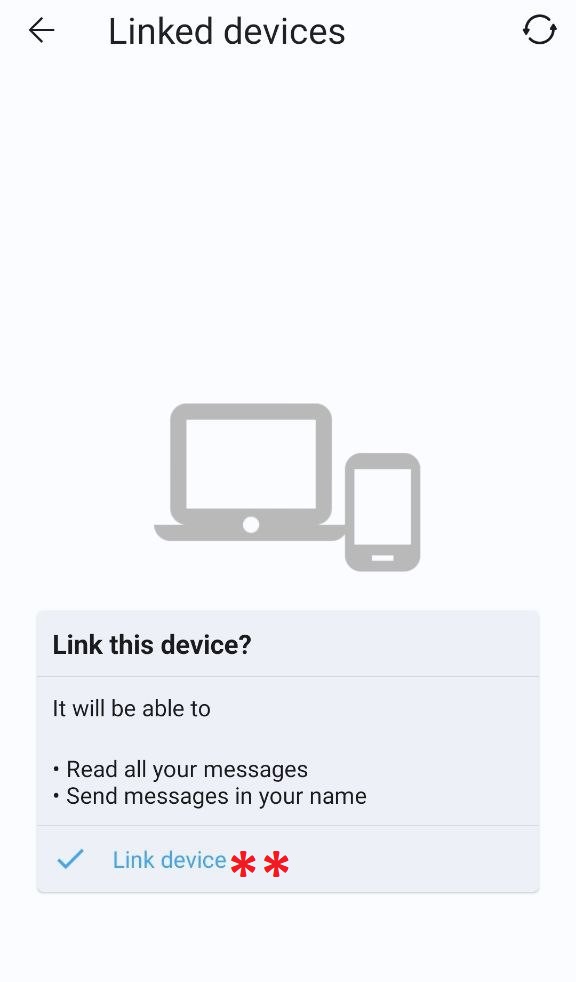 Linked devices
Link this device?
It will be able to
• Read all your messages
• Send messages in your name
Link device**